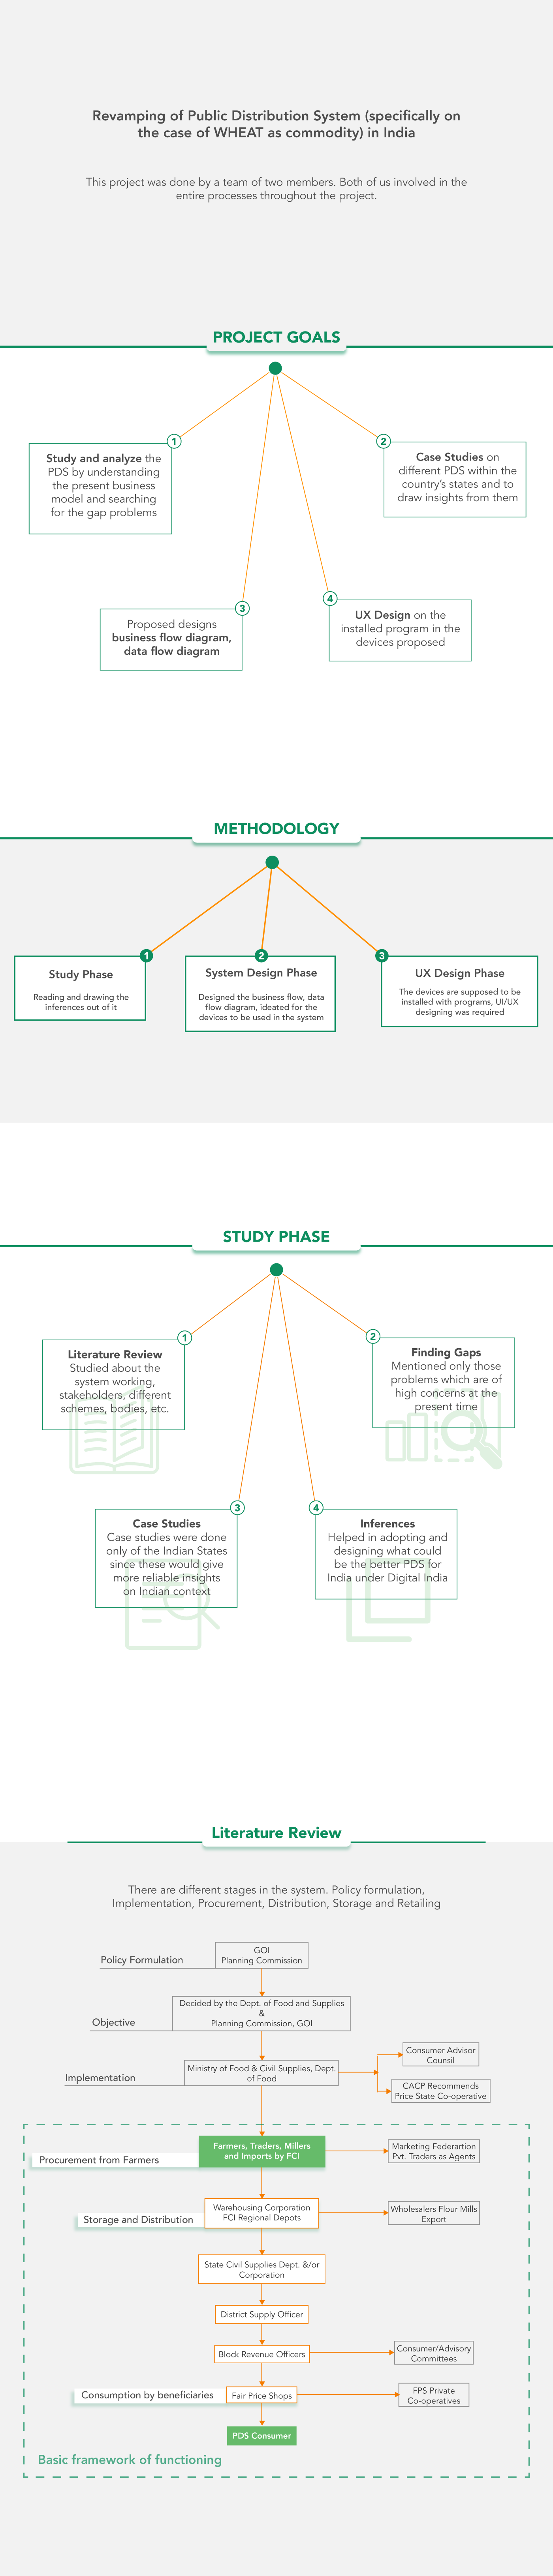 Revamping of Public Distribution System (specifically on
the case of WHEAT as commodity) in India
This project was done by a team of two members. Both of us involved in the
entire processes throughout the project.
PROJECT GOALS
1
Study and analyze the
PDS by understanding
the present business
model and searching
for the gap problems
2
Case Studies on
different PDS within the
country's states and to
draw insights from them
3
Proposed designs
business flow diagram,
data flow diagram
4
UX Design on the
installed program in the
devices proposed
METHODOLOGY
1
Study Phase
Reading and drawing the
inferences out of it
2
System Design Phase
Designed the business flow, data
flow diagram, ideated for the
devices to be used in the system
3
UX Design Phase
The devices are supposed to be
installed with programs, UI/UX
designing was required
STUDY PHASE
1
Literature Review
Studied about the
system working,
stakeholders, different
schemes, bodies, etc.
2
Finding Gaps
Mentioned only those
problems which are of
high concerns at the
present time
3
Case Studies
Case studies were done
only of the Indian States
since these would give
more reliable insights
on Indian context
4
Inferences
Helped in adopting and
designing what could
be the better PDS for
India under Digital India
Literature Review
There are different stages in the system. Policy formulation,
Implementation, Procurement, Distribution, Storage and Retailing
Policy Formulation
GOI
Planning Commission
Objective
Decided by the Dept. of Food and Supplies
&
Planning Commission, GOI
Implementation
Ministry of Food & Civil Supplies, Dept.
of Food
Consumer Advisor
Counsil
CACP Recommends
Price State Co-operative
Procurement from Farmers
Farmers, Traders, Millers
and Imports by FCI
Marketing Federartion
Pvt. Traders as Agents
Storage and Distribution
Warehousing Corporation
FCI Regional Depots
Wholesalers Flour Mills
Export
State Civil Supplies Dept. &/or
Corporation
District Supply Officer
Block Revenue Officers
Consumer/Advisory
Committees
Consumption by beneficiaries
Fair Price Shops
FPS Private
Co-operatives
PDS Consumer
Basic framework of functioning